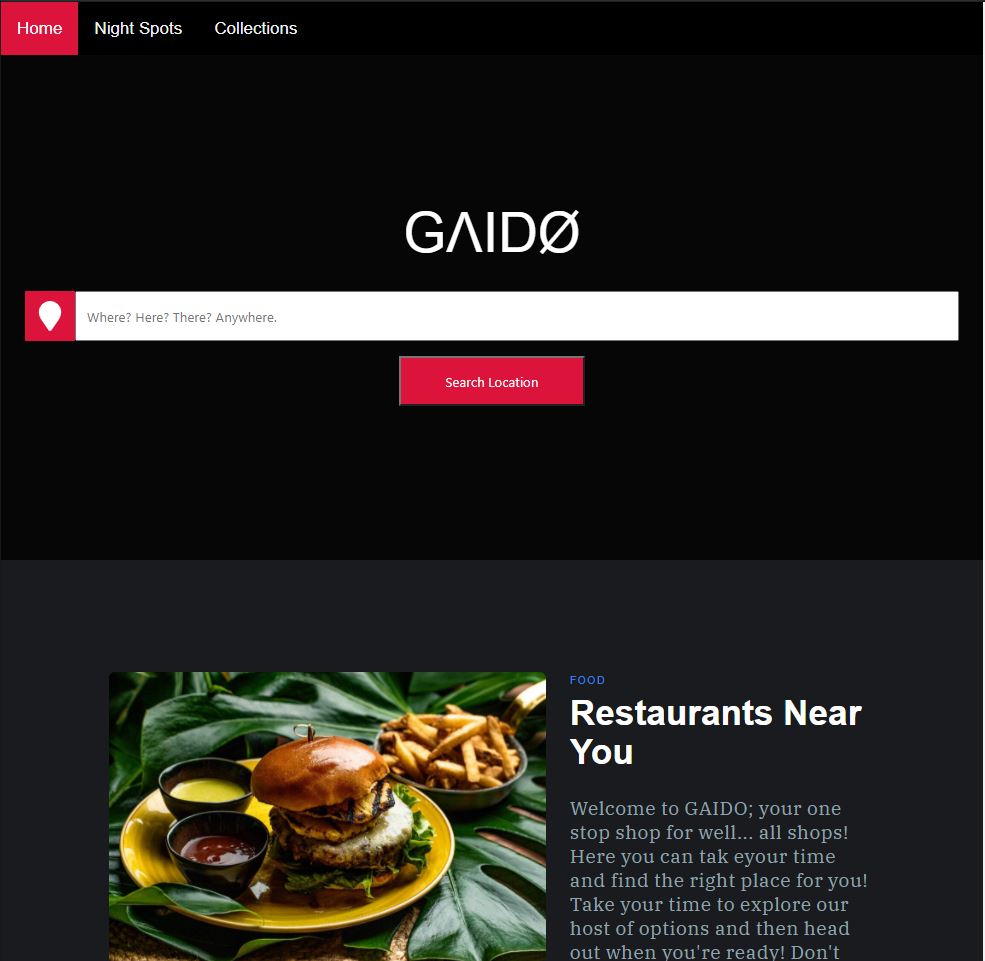 Home Night Spots Collections
GΛIDØ
Where? Here? There? Anywhere.
Search Location
FOOD
Restaurants Near
You
Welcome to GAIDO; your one
stop shop for well... all shops!
Here you can tak eyour time
and find the right place for you!
Take your time to explore our
host of options and then head
out when you're ready! Don't